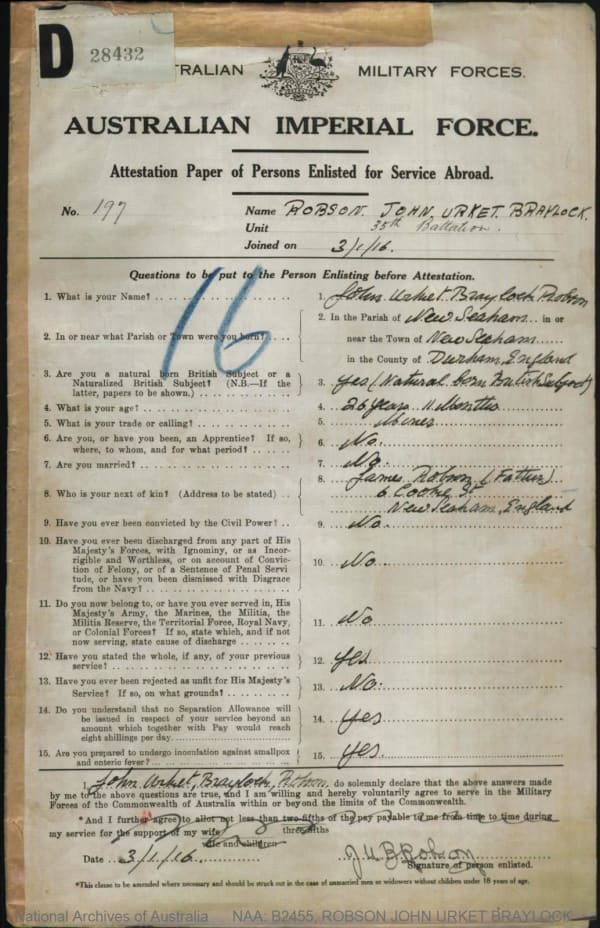 D 28432
TRALIAN MILITARY FORCES.
AUSTRALIAN IMPERIAL FORCE.
Attestation Paper of Persons Enlisted for Service Abroad.
No. 197 Name ROBSON. JOHN. URKET. BRAYLOCK.
Unit 35th Battalion.
Joined on 3/1/16.
Questions to be put to the Person Enlisting before Attestation.
16
1. What is your Name? 1. John Urket Braylock Robson
2. In or near what Parish or Town were you born? 2. In the Parish of New Seaham in or
near the Town of New Seaham
in the County of Durham, England
3. Are you a natural born British Subject or a
Naturalized British Subject? (N.B.—If the
latter, papers to be shown.) 3. Yes (Natural born British Subject)
4. What is your age? 4. 26 Years 11 Months
5. What is your trade or calling? 5. Miner
6. Are you, or have you been, an Apprentice? If so,
where, to whom, and for what period? 6. No.
7. Are you married? 7. No.
8. Who is your next of kin? (Address to be stated) 8. James Robson (Father)
6 Cooke St
New Seaham, England
9. Have you ever been convicted by the Civil Power? 9. No.
10. Have you ever been discharged from any part of His
Majesty's Forces, with Ignominy, or as Incor-
rigible and Worthless, or on account of Convic-
tion of Felony, or of a Sentence of Penal Servi
tude, or have you been dismissed with Disgrace
from the Navy? 10. No.
11. Do you now belong to, or have you ever served in, His
Majesty's Army, the Marines, the Militia, the
Militia Reserve, the Territorial Force, Royal Navy,
or Colonial Forces? If so, state which, and if not
now serving, state cause of discharge 11. No
12. Have you stated the whole, if any, of your previous
service? 12. Yes
13. Have you ever been rejected as unfit for His Majesty's
Service? If so, on what grounds? 13. No.
14. Do you understand that no Separation Allowance will
be issued in respect of your service beyond an
amount which together with Pay would reach
eight shillings per day. 14. Yes
15. Are you prepared to undergo inoculation against smallpox
and enteric fever? 15. Yes.
I, John Urket, Braylock, Robson, do solemnly declare that the above answers made
by me to the above questions are true, and I am willing and hereby voluntarily agree to serve in the Military
Forces of the Commonwealth of Australia within or beyond the limits of the Commonwealth.
*And I further agree to allot not less than two-fifths of the pay payable to me from time to time during
three-fifths
my service for the support of my wife
and children
Date 3/1/16 J.U.B.Robson
Signature of person enlisted.
*This clause to be amended where necessary and should be struck out in the case of unmarried men or widowers without children under 18 years of age.
National Archives of Australia NAA: B2455, ROBSON JOHN URKET BRAYLOCK